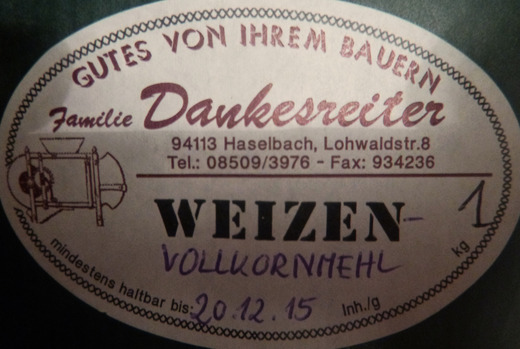 GUTES VON IHREM BAUERN
Familie Dankesreiter
94113 Haselbach, Lohwaldstr.8
Tel.: 08509/3976 - Fax: 934236
WEIZEN-
VOLLKORNMEHL
1 kg
mindestens haltbar bis: 20.12.15 Inh./g